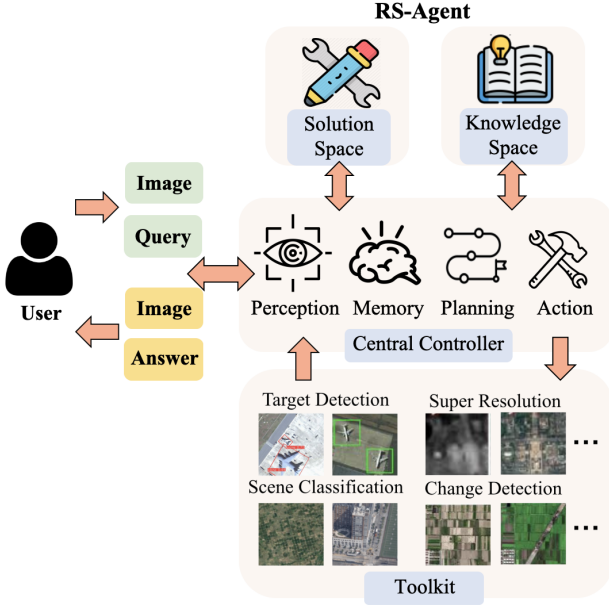 RS-Agent
Solution
Space
Knowledge
Space
Image
Query
User
Image
Answer
Perception
Memory
Planning
Action
Central Controller
Target Detection
Super Resolution
...
Scene Classification
Change Detection
...
Toolkit